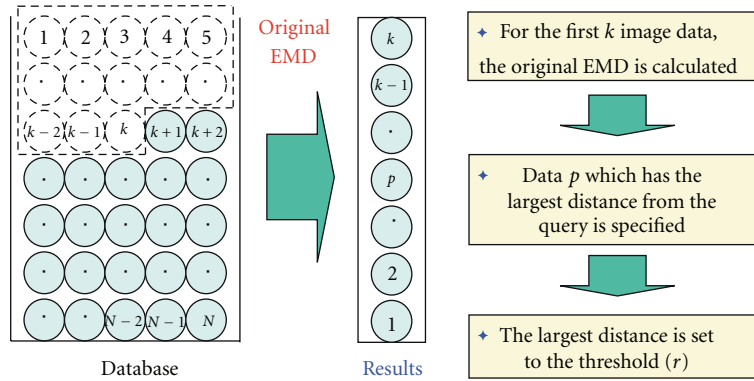 1 2 3 4 5
· · · · ·
k − 2 k − 1 k k + 1 k + 2
· · · · ·
· · · · ·
· · · · ·
· · N − 2 N − 1 N
Database
Original
EMD
k
k − 1
·
p
·
2
1
Results
✦ For the first k image data,
the original EMD is calculated
✦ Data p which has the
largest distance from the
query is specified
✦ The largest distance is set
to the threshold (r)